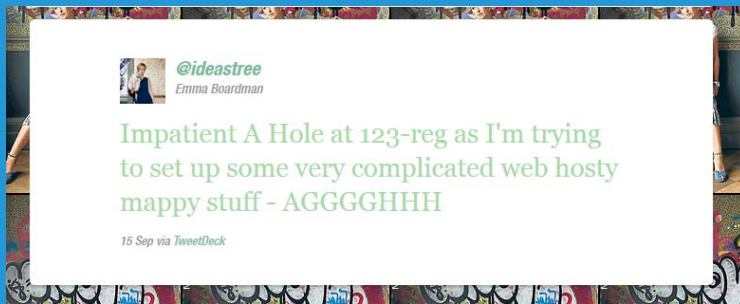 @ideastree
Emma Boardman
Impatient A Hole at 123-reg as I'm trying
to set up some very complicated web hosty
mappy stuff - AGGGGHHH
15 Sep via TweetDeck